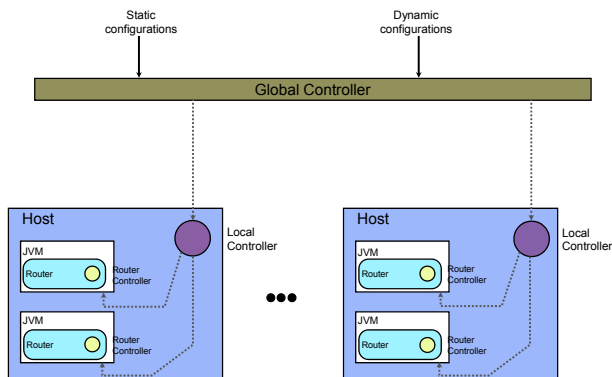 Static
configurations
Dynamic
configurations
Global Controller
Host
Local
Controller
JVM
Router
Router
Controller
JVM
Router
Router
Controller
Host
Local
Controller
JVM
Router
Router
Controller
JVM
Router
Router
Controller